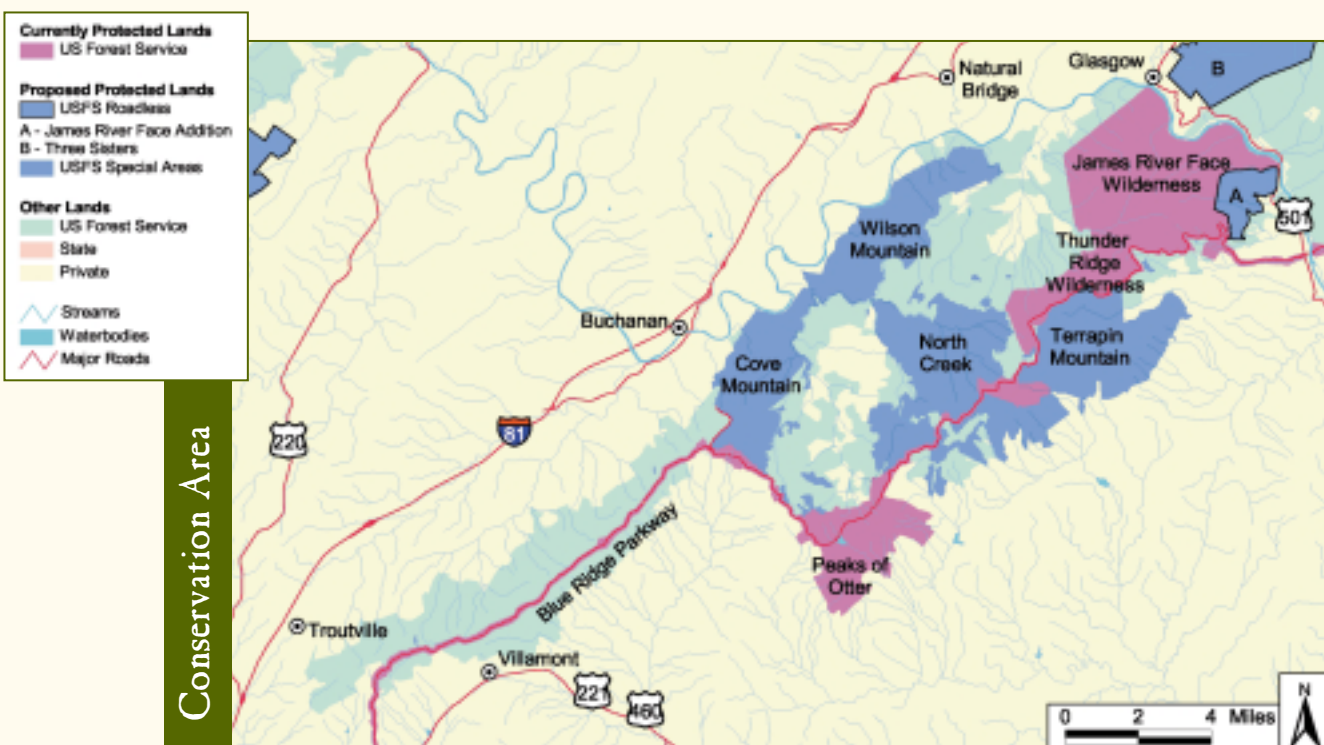 Currently Protected Lands
US Forest Service
Proposed Protected Lands
USFS Roadless
A - James River Face Addition
B - Three Sisters
USFS Special Areas
Other Lands
US Forest Service
State
Private
Streams
Waterbodies
Major Roads
Conservation Area
Natural
Bridge
Glasgow
B
James River Face
Wilderness
A
501
Wilson
Mountain
Thunder
Ridge
Wilderness
Buchanan
North
Creek
Terrapin
Mountain
Cove
Mountain
220
81
Blue Ridge Parkway
Peaks of
Otter
Troutville
Villamont
221
460
0 2 4 Miles
N